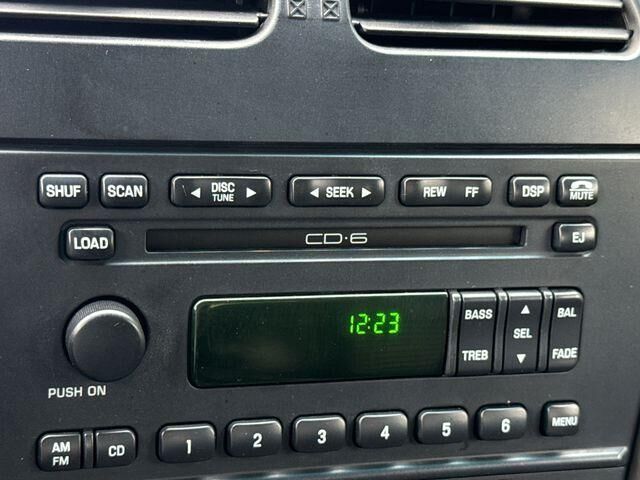 SHUF SCAN ◄ DISC TUNE ► ◄ SEEK ► REW FF DSP MUTE
LOAD CD·6 EJ
12:23
BASS ▲ BAL
SEL
TREB ▼ FADE
PUSH ON
AM FM CD 1 2 3 4 5 6 MENU